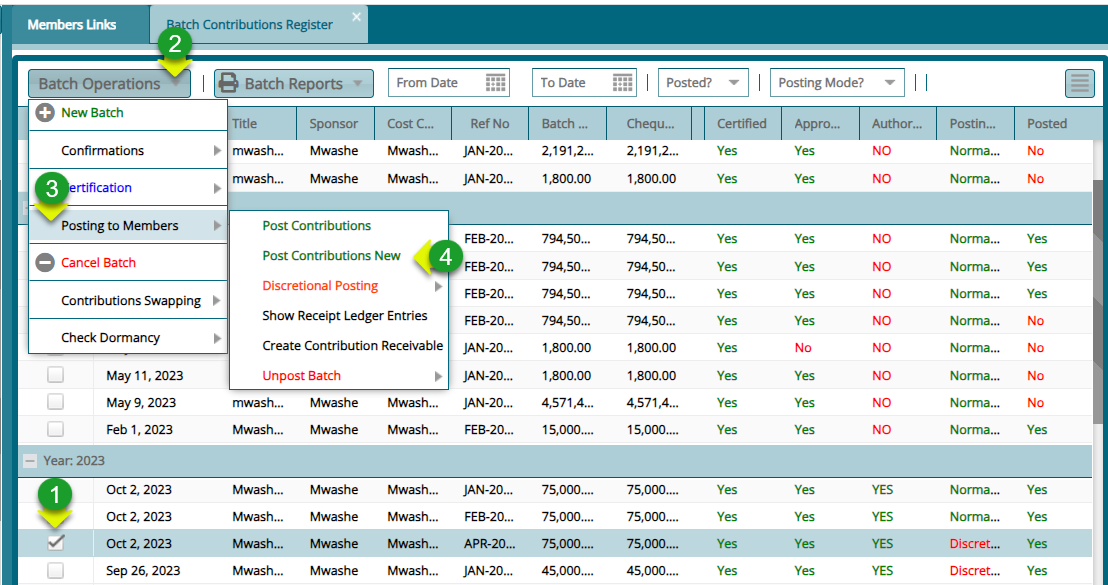 Members Links
Batch Contributions Register
2
Batch Operations
Batch Reports
From Date
To Date
Posted?
Posting Mode?
Title Sponsor Cost C... Ref No Batch ... Chequ... Certified Appro... Author... Postin... Posted
New Batch
Confirmations
3
ertification
Posting to Members
Cancel Batch
Contributions Swapping
Check Dormancy
Post Contributions
Post Contributions New
4
Discretional Posting
Show Receipt Ledger Entries
Create Contribution Receivable
Unpost Batch
mwash... Mwashe Mwash... JAN-20... 2,191,2... 2,191,2... Yes Yes NO Norma... No
mwash... Mwashe Mwash... JAN-20... 1,800.00 1,800.00 Yes Yes NO Norma... No
FEB-20... 794,50... 794,50... Yes Yes NO Norma... Yes
FEB-20... 794,50... 794,50... Yes Yes NO Norma... Yes
FEB-20... 794,50... 794,50... Yes Yes NO Norma... Yes
FEB-20... 794,50... 794,50... Yes Yes NO Norma... No
JAN-20... 1,800.00 1,800.00 Yes No NO Norma... No
May 11, 2023 Mwash... Mwashe Mwash... JAN-20... 1,800.00 1,800.00 Yes Yes NO Norma... No
May 9, 2023 mwash... Mwashe Mwash... JAN-20... 4,571,4... 4,571,4... Yes Yes NO Norma... No
Feb 1, 2023 Mwash... Mwashe Mwash... FEB-20... 15,000.... 15,000.... Yes Yes NO Norma... Yes
Year: 2023
1
Oct 2, 2023 Mwash... Mwashe Mwash... JAN-20... 75,000.... 75,000.... Yes Yes YES Norma... Yes
Oct 2, 2023 Mwash... Mwashe Mwash... FEB-20... 75,000.... 75,000.... Yes Yes YES Norma... Yes
Oct 2, 2023 Mwash... Mwashe Mwash... APR-20... 75,000.... 75,000.... Yes Yes YES Discret... Yes
Sep 26, 2023 Mwash... Mwashe Mwash... JAN-20... 45,000.... 45,000.... Yes Yes YES Discret... Yes